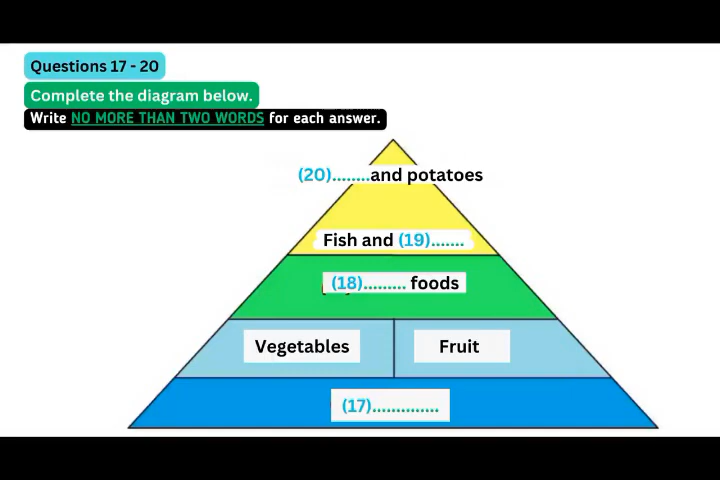 Questions 17 - 20
Complete the diagram below.
Write NO MORE THAN TWO WORDS for each answer.
(20)........and potatoes
Fish and (19).......
(18)......... foods
Vegetables
Fruit
(17)..............